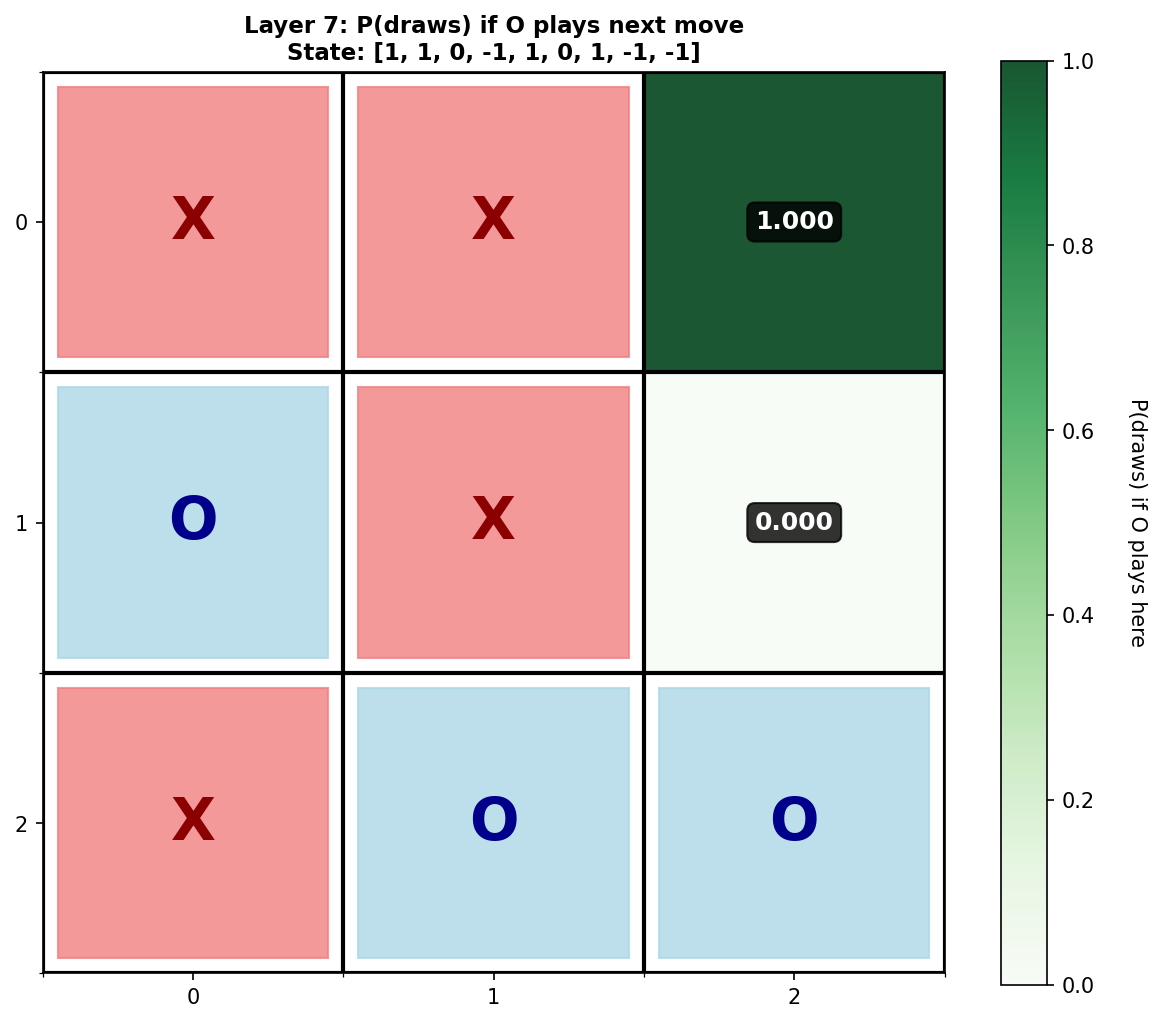 Layer 7: P(draws) if O plays next move
State: [1, 1, 0, -1, 1, 0, 1, -1, -1]
X X 1.000
O X 0.000
X O O
0
1
2
0 1 2
1.0
0.8
0.6
0.4
0.2
0.0
P(draws) if O plays here